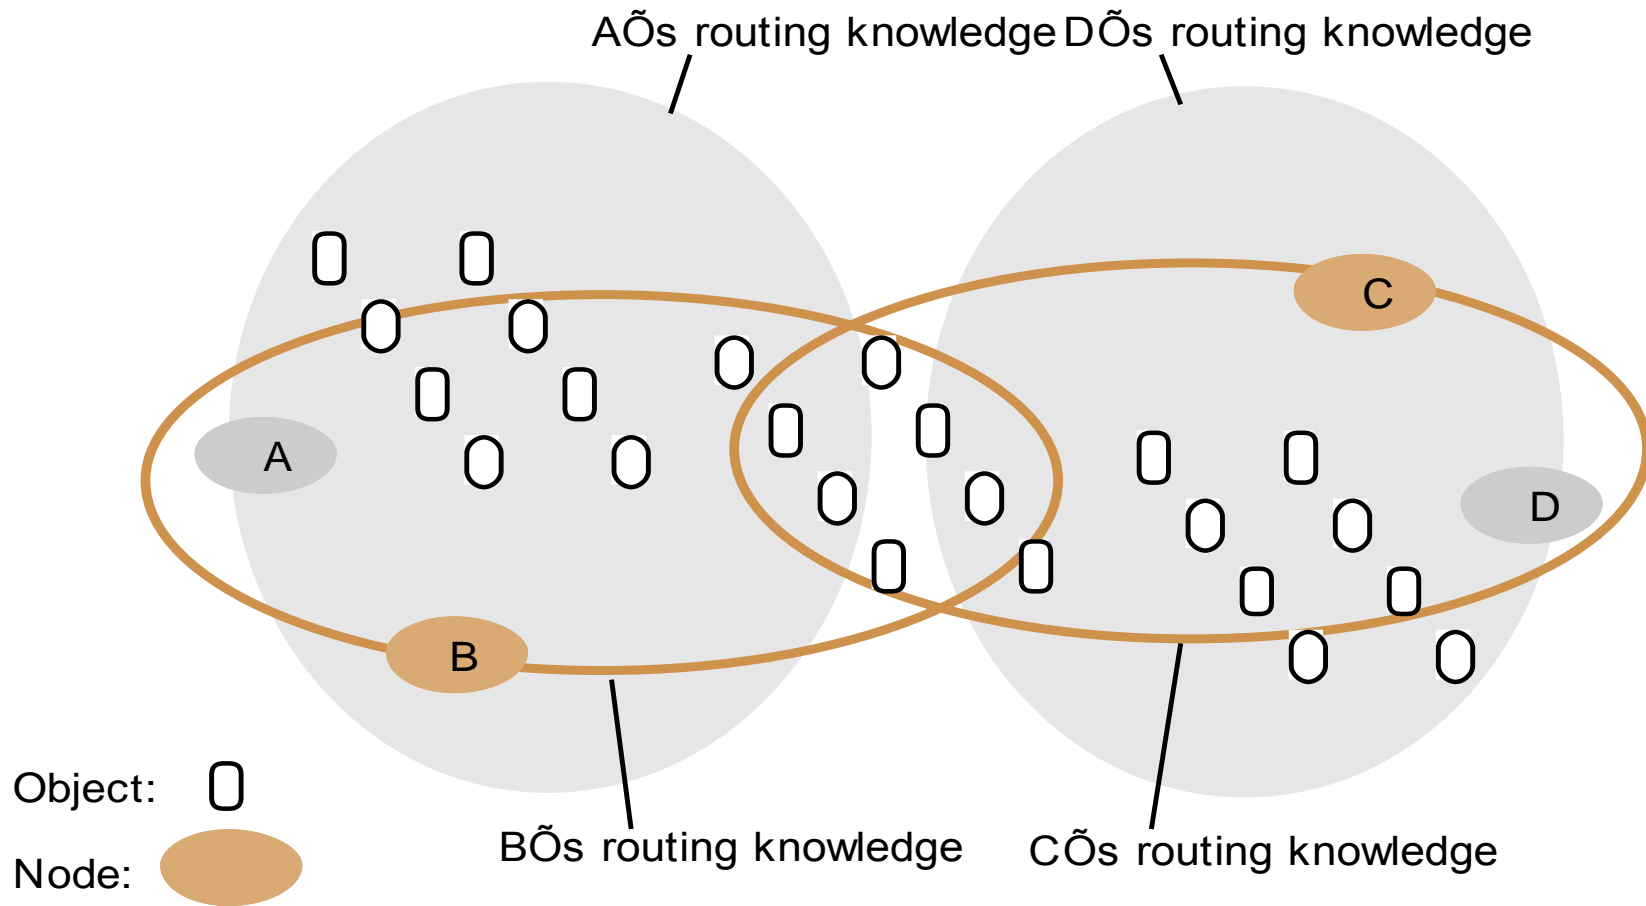 AÕs routing knowledge
DÕs routing knowledge
C
A
D
B
Object:
BÕs routing knowledge
CÕs routing knowledge
Node: